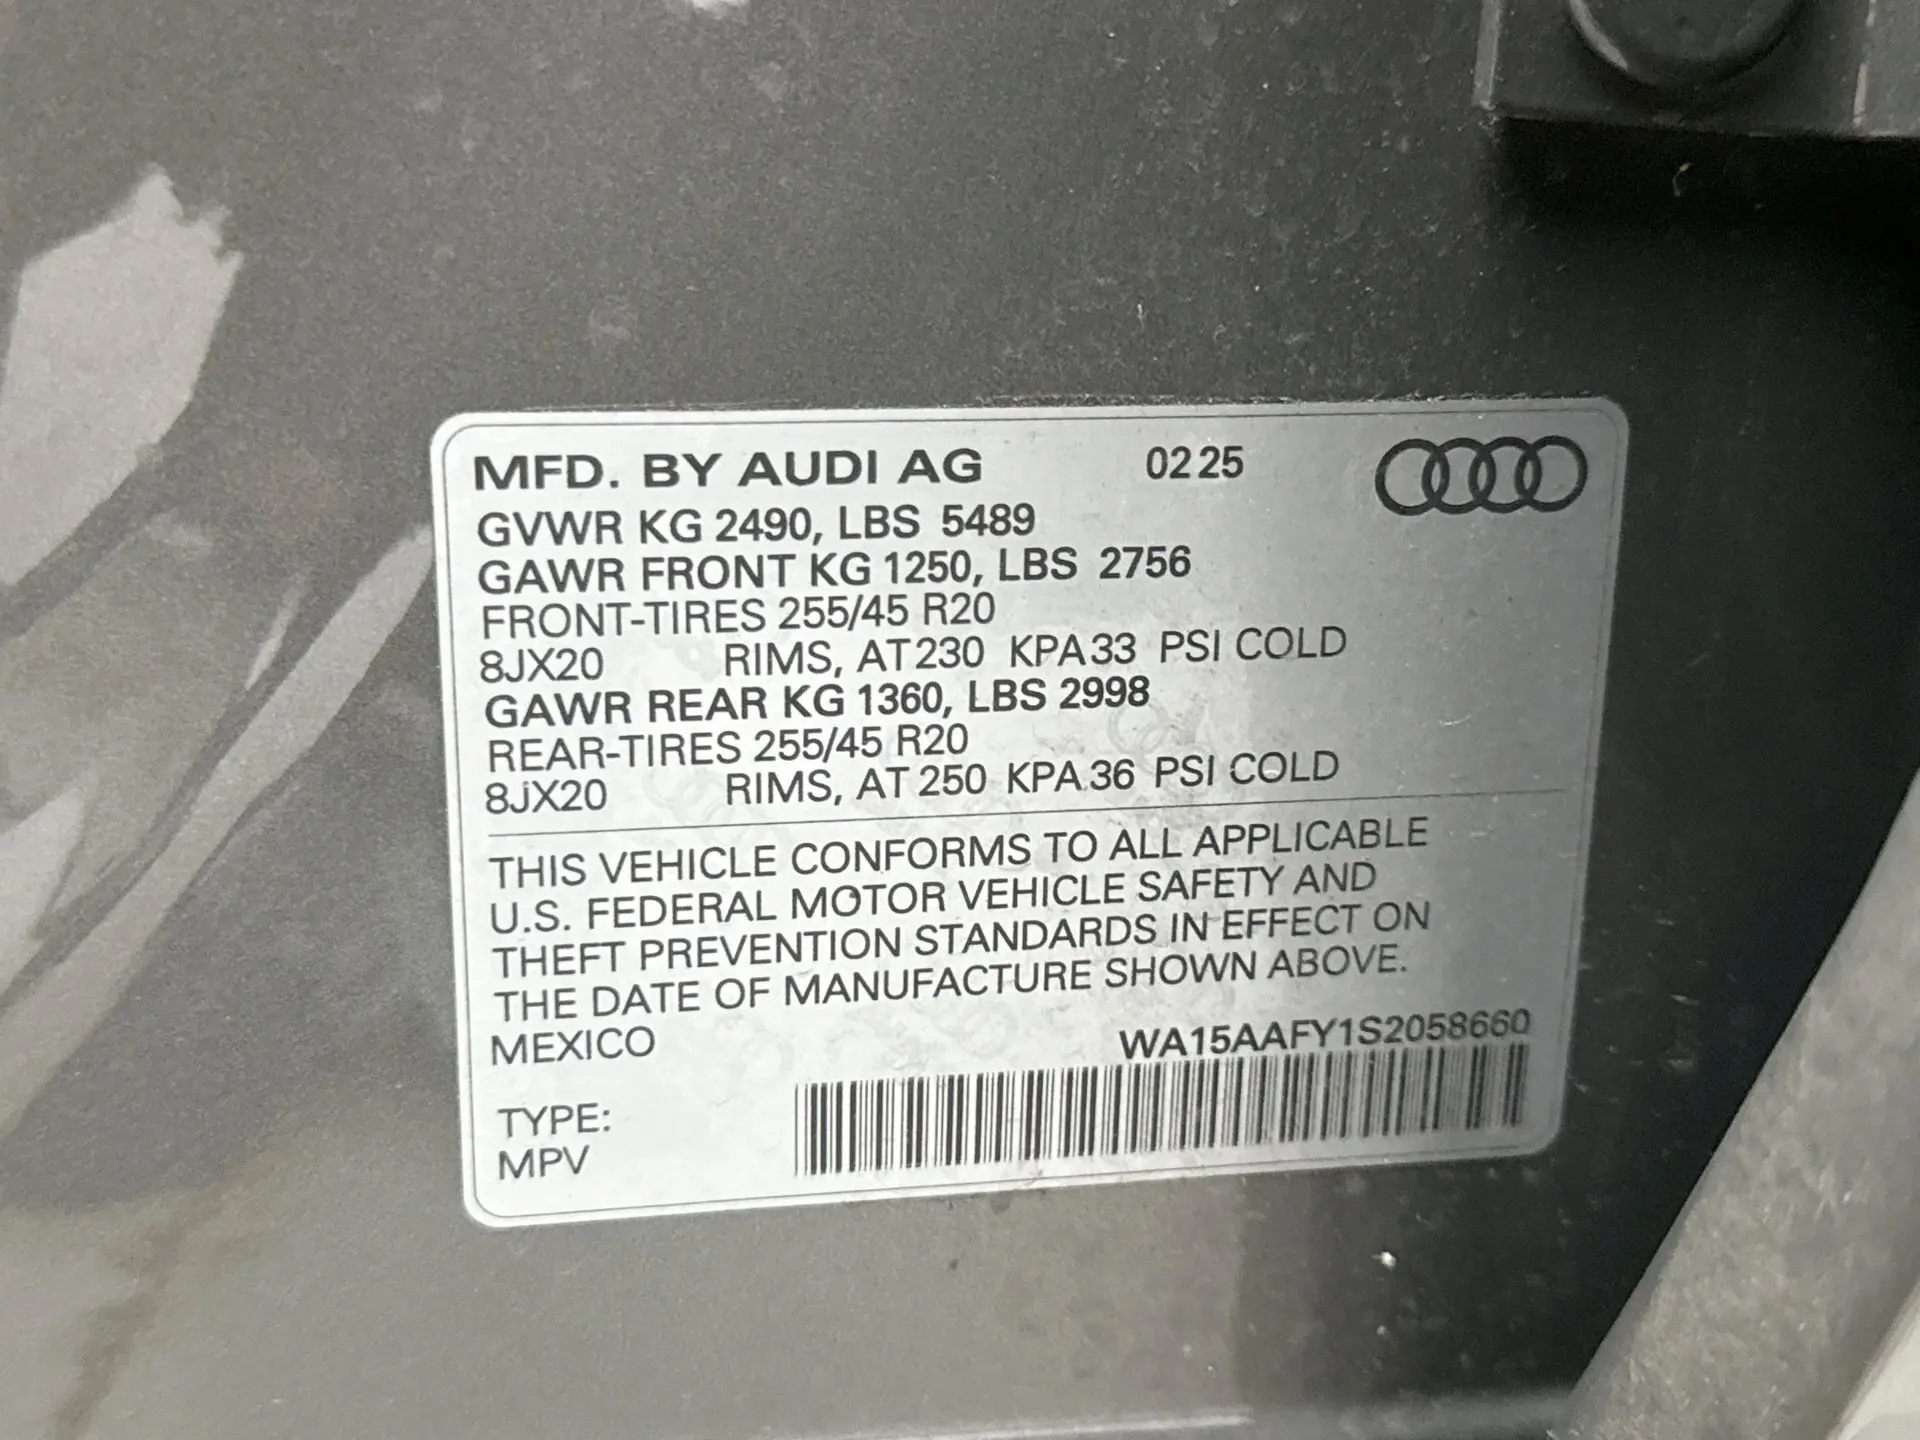 MFD. BY AUDI AG 0225
GVWR KG 2490, LBS 5489
GAWR FRONT KG 1250, LBS 2756
FRONT-TIRES 255/45 R20
8JX20 RIMS, AT 230 KPA 33 PSI COLD
GAWR REAR KG 1360, LBS 2998
REAR-TIRES 255/45 R20
8JX20 RIMS, AT 250 KPA 36 PSI COLD
THIS VEHICLE CONFORMS TO ALL APPLICABLE
U.S. FEDERAL MOTOR VEHICLE SAFETY AND
THEFT PREVENTION STANDARDS IN EFFECT ON
THE DATE OF MANUFACTURE SHOWN ABOVE.
MEXICO WA15AAFY1S2058660
TYPE:
MPV